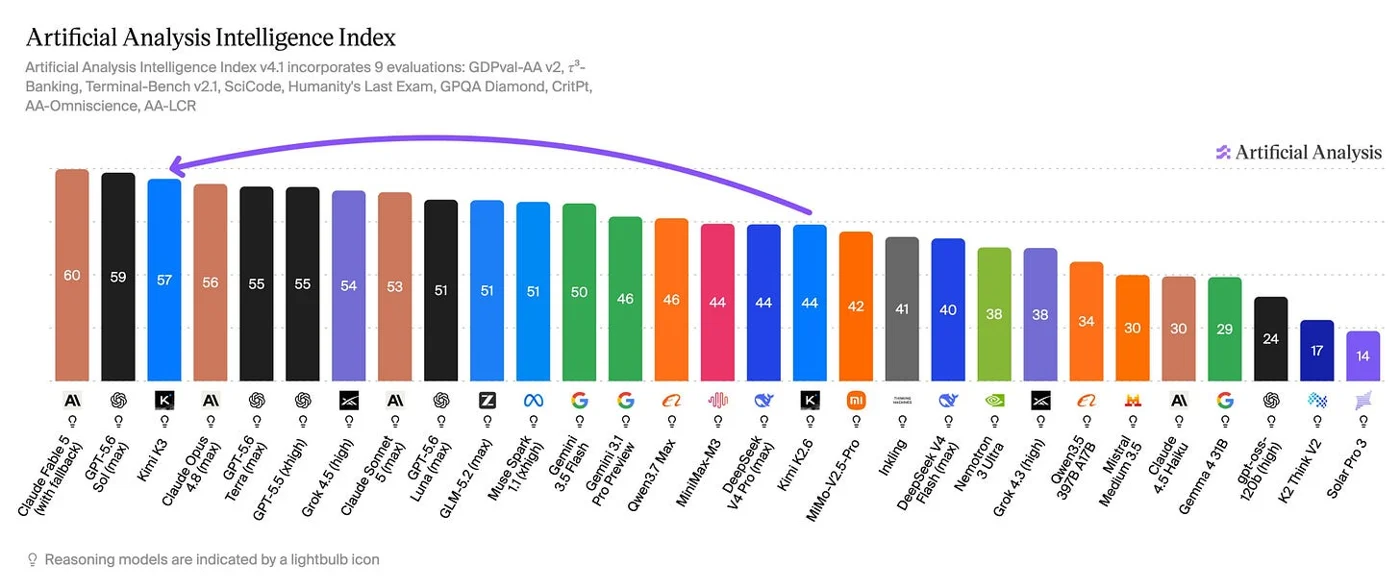 Artificial Analysis Intelligence Index
Artificial Analysis Intelligence Index v4.1 incorporates 9 evaluations: GDPval-AA v2, τ³-
Banking, Terminal-Bench v2.1, SciCode, Humanity's Last Exam, GPQA Diamond, CritPt,
AA-Omniscience, AA-LCR
Artificial Analysis
60
59
57
56
55
55
54
53
51
51
51
50
46
46
44
44
44
42
41
40
38
38
34
30
30
29
24
17
14
THINKING
MACHINES
Claude Fable 5
(with fallback)
GPT-5.6
Sol (max)
Kimi K3
Claude Opus
4.8 (max)
GPT-5.6
Terra (max)
GPT-5.5 (xhigh)
Grok 4.5 (high)
Claude Sonnet
5 (max)
GPT-5.6
Luna (max)
GLM-5.2 (max)
Muse Spark
1.1 (xhigh)
Gemini
3.5 Flash
Gemini 3.1
Pro Preview
Qwen3.7 Max
MiniMax-M3
DeepSeek
V4 Pro (max)
Kimi K2.6
MiMo-V2.5-Pro
Inkling
DeepSeek V4
Flash (max)
Nemotron
3 Ultra
Grok 4.3 (high)
Qwen3.5
397B A17B
Mistral
Medium 3.5
Claude
4.5 Haiku
Gemma 4 31B
gpt-oss-
120b (high)
K2 Think V2
Solar Pro 3
Reasoning models are indicated by a lightbulb icon